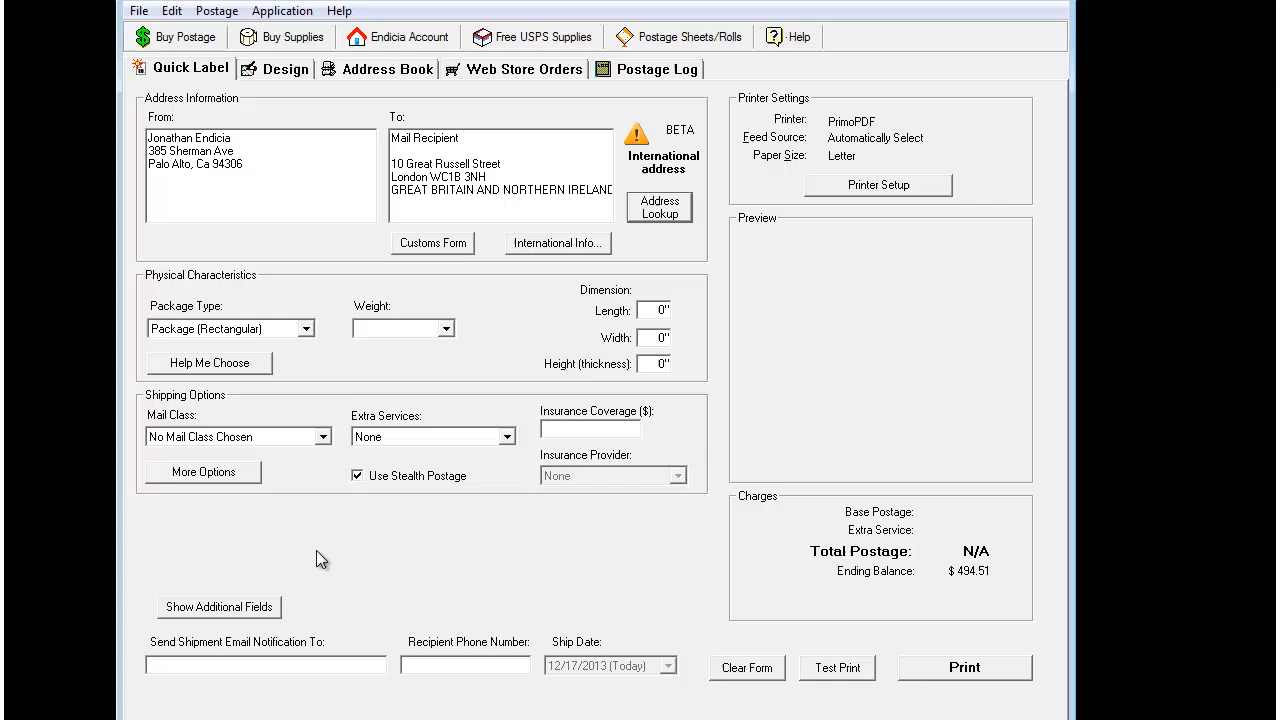 File Edit Postage Application Help
Buy Postage Buy Supplies Endicia Account Free USPS Supplies Postage Sheets/Rolls Help
Quick Label Design Address Book Web Store Orders Postage Log
Address Information
From:
Jonathan Endicia
385 Sherman Ave
Palo Alto, Ca 94306
To:
Mail Recipient
10 Great Russell Street
London WC1B 3NH
GREAT BRITAIN AND NORTHERN IRELAND
BETA
International
address
Address
Lookup
Customs Form International Info...
Physical Characteristics
Package Type:
Package (Rectangular)
Help Me Choose
Weight:
Dimension:
Length: 0"
Width: 0"
Height (thickness): 0"
Shipping Options
Mail Class:
No Mail Class Chosen
More Options
Extra Services:
None
Use Stealth Postage
Insurance Coverage ($):
Insurance Provider:
None
Show Additional Fields
Send Shipment Email Notification To:
Recipient Phone Number:
Ship Date:
12/17/2013 (Today)
Printer Settings
Printer: PrimoPDF
Feed Source: Automatically Select
Paper Size: Letter
Printer Setup
Preview
Charges
Base Postage:
Extra Service:
Total Postage: N/A
Ending Balance: $ 494.51
Clear Form Test Print Print